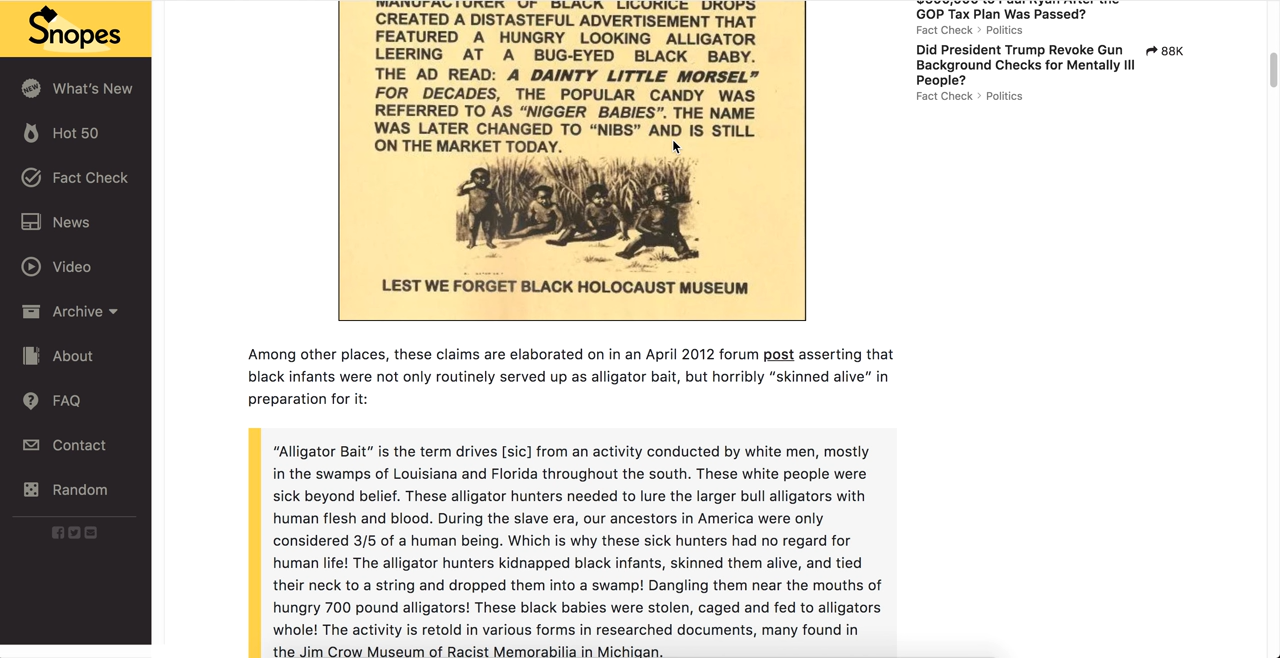 Snopes
What's New
Hot 50
Fact Check
News
Video
Archive
About
FAQ
Contact
Random
MANUFACTURER OF BLACK LICORICE DROPS
CREATED A DISTASTEFUL ADVERTISEMENT THAT
FEATURED A HUNGRY LOOKING ALLIGATOR
LEERING AT A BUG-EYED BLACK BABY.
THE AD READ: A DAINTY LITTLE MORSEL”
FOR DECADES, THE POPULAR CANDY WAS
REFERRED TO AS “NIGGER BABIES”. THE NAME
WAS LATER CHANGED TO “NIBS” AND IS STILL
ON THE MARKET TODAY.
LEST WE FORGET BLACK HOLOCAUST MUSEUM
Among other places, these claims are elaborated on in an April 2012 forum post asserting that
black infants were not only routinely served up as alligator bait, but horribly “skinned alive” in
preparation for it:
“Alligator Bait” is the term drives [sic] from an activity conducted by white men, mostly
in the swamps of Louisiana and Florida throughout the south. These white people were
sick beyond belief. These alligator hunters needed to lure the larger bull alligators with
human flesh and blood. During the slave era, our ancestors in America were only
considered 3/5 of a human being. Which is why these sick hunters had no regard for
human life! The alligator hunters kidnapped black infants, skinned them alive, and tied
their neck to a string and dropped them into a swamp! Dangling them near the mouths of
hungry 700 pound alligators! These black babies were stolen, caged and fed to alligators
whole! The activity is retold in various forms in researched documents, many found in
the Jim Crow Museum of Racist Memorabilia in Michigan.
to Paul Ryan After the
GOP Tax Plan Was Passed?
Fact Check > Politics
Did President Trump Revoke Gun
Background Checks for Mentally Ill
People?
88K
Fact Check > Politics